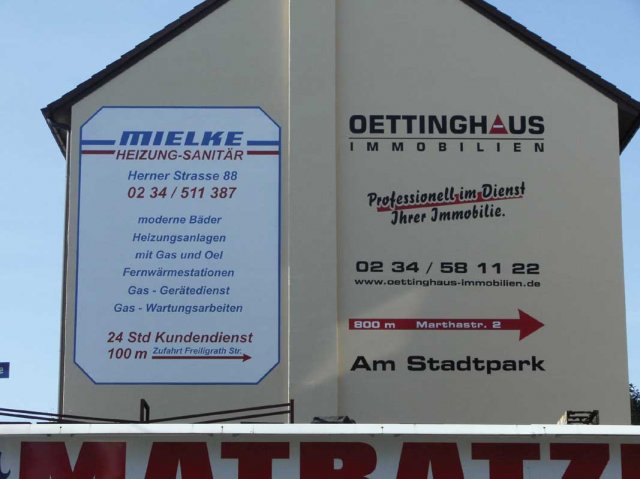 MIELKE
HEIZUNG-SANITÄR
Herner Strasse 88
02 34 / 511 387
moderne Bäder
Heizungsanlagen
mit Gas und Oel
Fernwärmestationen
Gas - Gerätedienst
Gas - Wartungsarbeiten
24 Std Kundendienst
100 m Zufahrt Freiligrath Str.
OETTINGHAUS
IMMOBILIEN
Professionell im Dienst
Ihrer Immobilie.
02 34 / 58 11 22
www.oettinghaus-immobilien.de
800 m Marthastr. 2
Am Stadtpark
MATRATZE